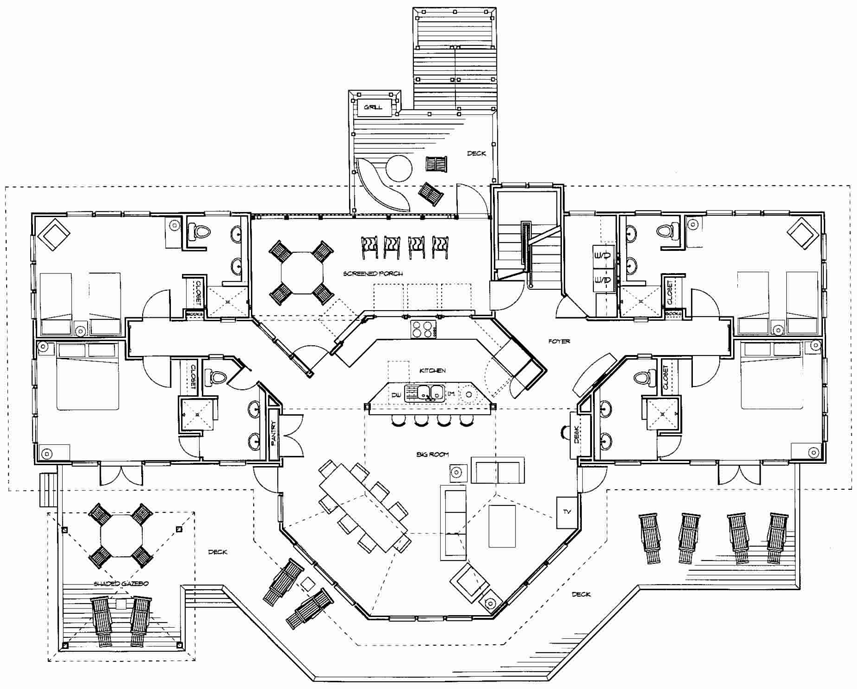 GRILL
DECK
SCREENED PORCH
W/D
W/D
CLOSET
CLOSET
BOOKS
FOYER
KITCHEN
CLOSET
CLOSET
DW
PANTRY
DESK
BIG ROOM
TV
DECK
SHADED GAZEBO
DECK